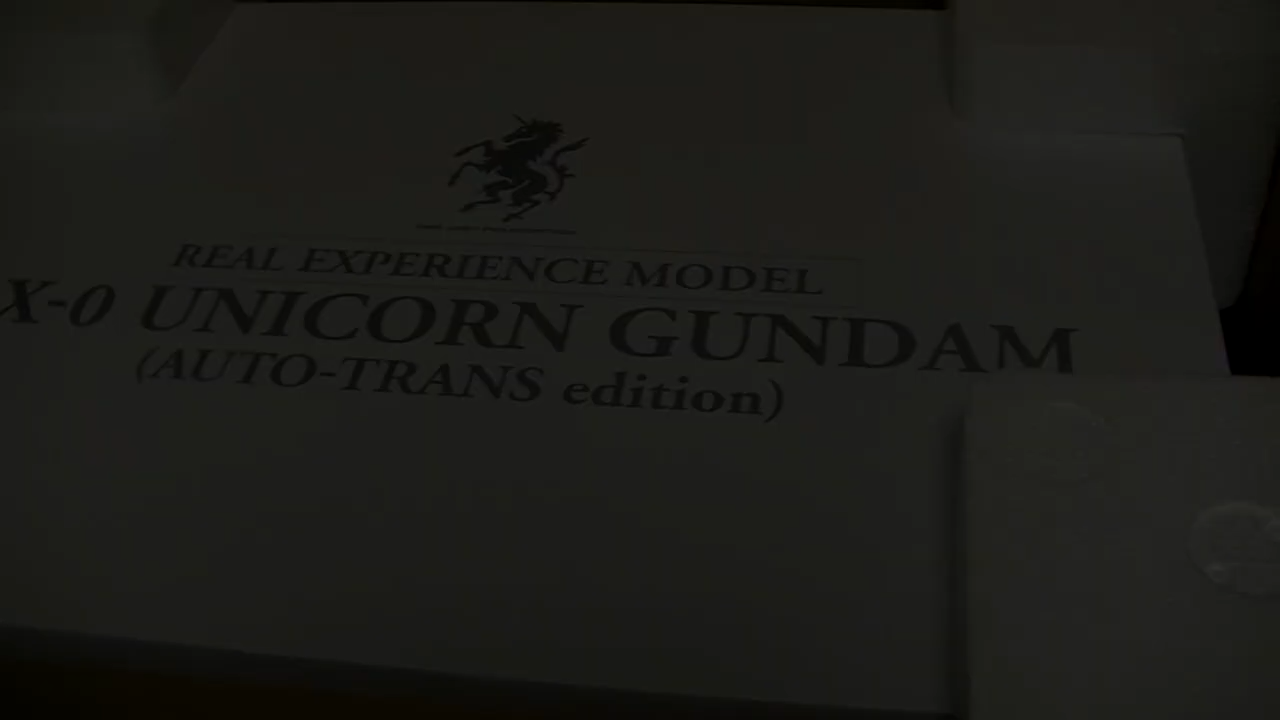 REAL EXPERIENCE MODEL
X-0 UNICORN GUNDAM
(AUTO-TRANS edition)